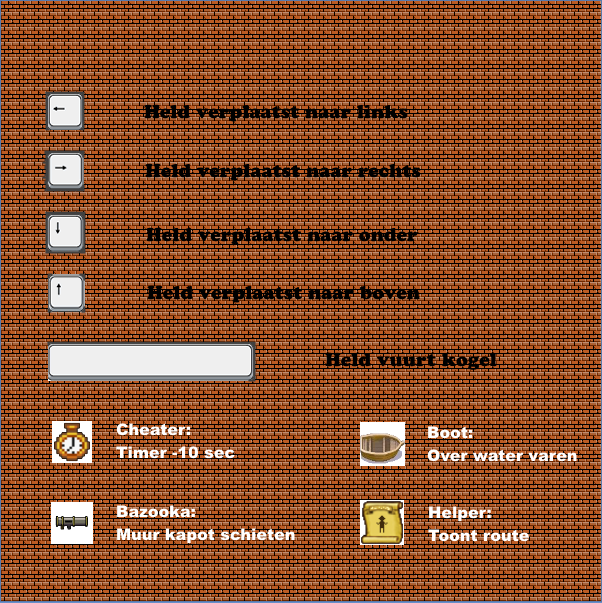 ←
Held verplaatst naar links
→
Held verplaatst naar rechts
↓
Held verplaatst naar onder
↑
Held verplaatst naar boven
Held vuurt kogel
Cheater:
Timer -10 sec
Boot:
Over water varen
Bazooka:
Muur kapot schieten
Helper:
Toont route